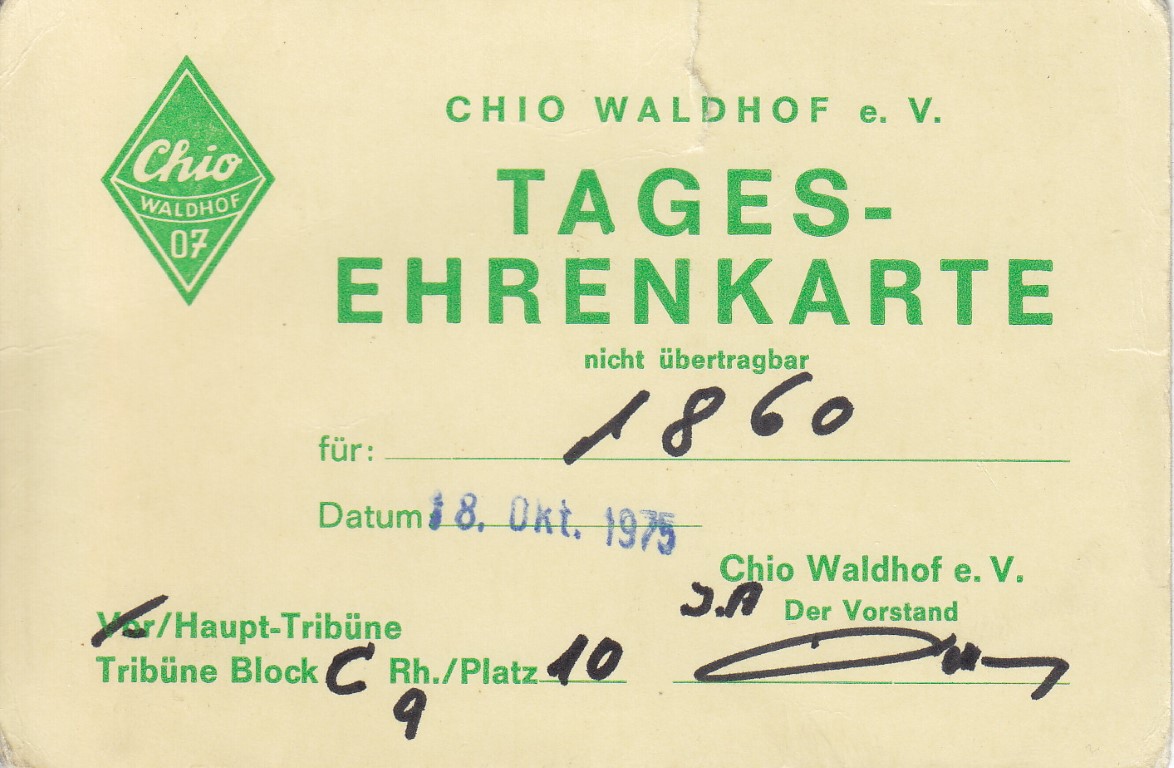 Chio
WALDHOF
07
CHIO WALDHOF e. V.
TAGES-
EHRENKARTE
nicht übertragbar
für: 1860
Datum 18. Okt. 1975
Chio Waldhof e. V.
J.A Der Vorstand
Vor/Haupt-Tribüne
Tribüne Block C Rh./Platz 10
9